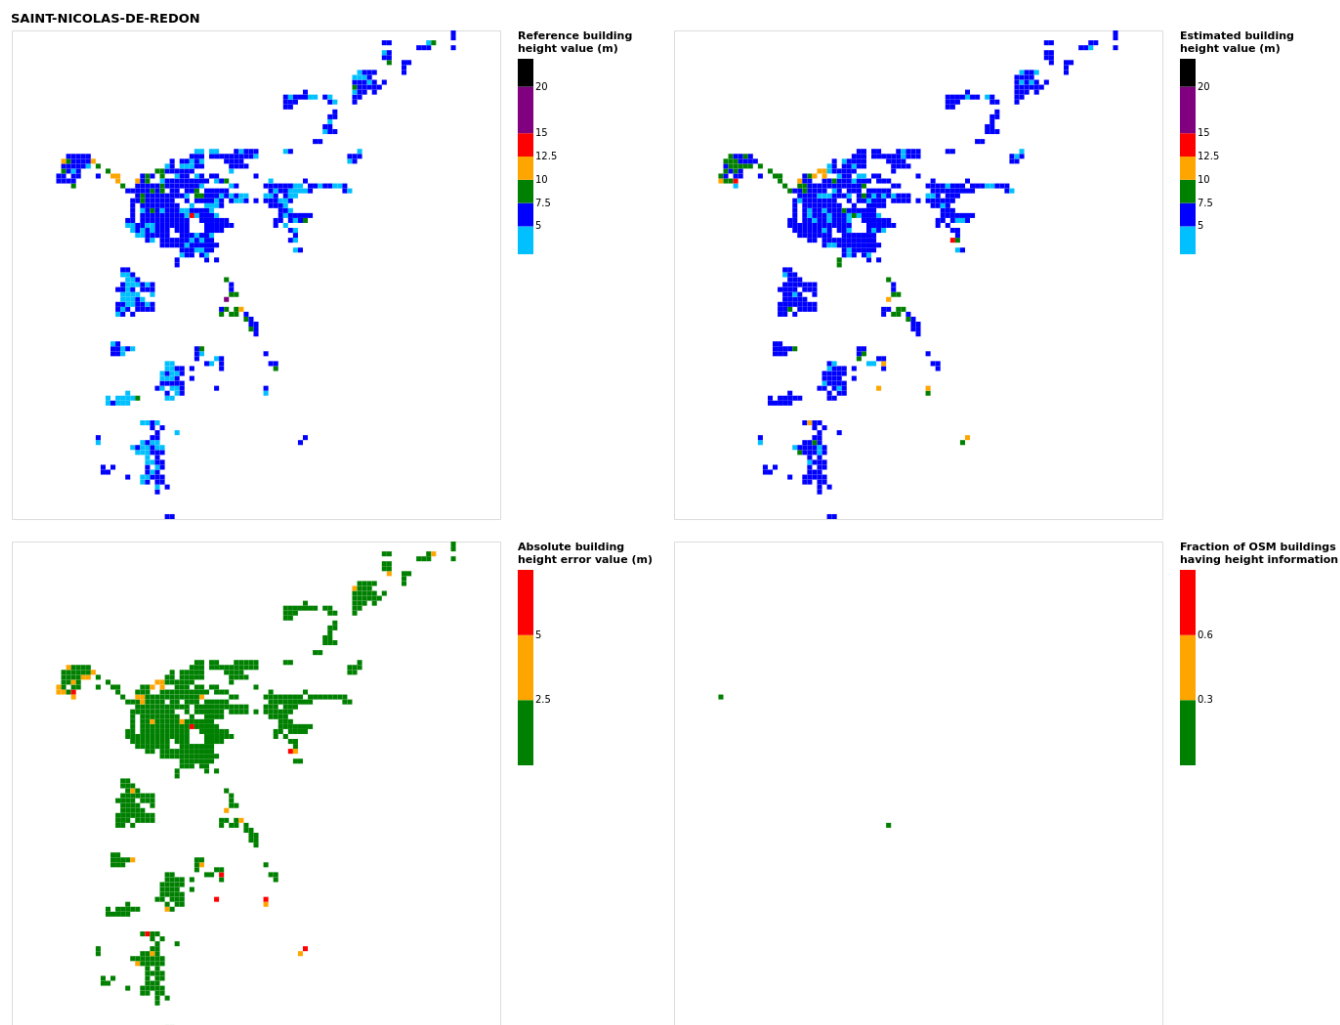 SAINT-NICOLAS-DE-REDON
Reference building
height value (m)
20
15
12.5
10
7.5
5
Estimated building
height value (m)
20
15
12.5
10
7.5
5
Absolute building
height error value (m)
5
2.5
Fraction of OSM buildings
having height information
0.6
0.3